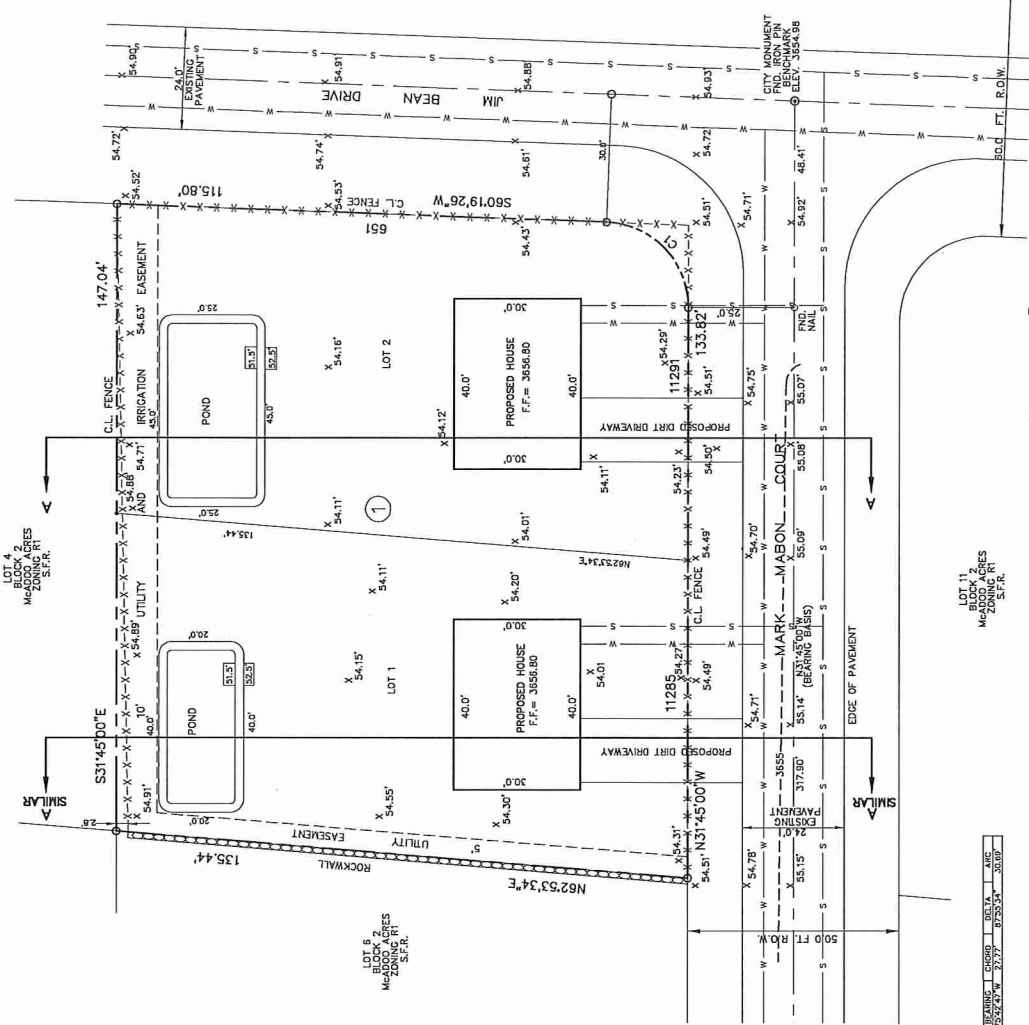 LOT 4
BLOCK 2
McADOO ACRES
ZONING R1
S.F.R.
SIMILAR
A
A
S31°45'00"E
2.8'
54.91'
10'
UTILITY
54.89'
54.88'
AND
54.71'
IRRIGATION
54.63'
EASEMENT
C.L. FENCE
147.04'
54.52'
54.72'
54.90'
24.0'
EXISTING
PAVEMENT
115.80'
54.53'
54.74'
54.91'
C.L. FENCE
651
S60°19'26"W
54.43'
54.61'
54.88'
JIM BEAN DRIVE
30.0'
54.93'
54.72
54.51'
54.71'
C1
CITY MONUMENT
FND. IRON PIN
BENCHMARK
ELEV. 3654.98
48.41'
54.92'
60.0 FT. R.O.W.
POND
40.0'
20.0'
20.0'
40.0'
51.5'
52.5'
POND
45.0'
25.0'
25.0'
45.0'
51.5'
52.5'
54.15'
LOT 1
54.11'
54.20'
54.55'
54.30'
5'
UTILITY
EASEMENT
135.44'
ROCKWALL
N62°53'34"E
135.44'
N62°53'34"E
1
54.11'
54.01'
54.16'
LOT 2
54.12'
PROPOSED HOUSE
F.F.= 3656.80
40.0'
30.0'
30.0'
40.0'
PROPOSED HOUSE
F.F.= 3656.80
40.0'
30.0'
30.0'
40.0'
54.01
54.27'
54.49'
11285
PROPOSED DIRT DRIVEWAY
54.31'
54.51'
N31°45'00"W
C.L FENCE
54.49'
54.11'
54.23'
54.50'
PROPOSED DIRT DRIVEWAY
11291
54.29'
54.51'
133.82'
25.0'
FND.
NAIL
54.78'
54.71'
54.70'
54.75'
55.15'
55.14'
55.09'
55.08'
55.07'
24.0'
EXISTING
PAVEMENT
317.90'
3655
MARK MABON COURT
N31°45'00"W
(BEARING BASIS)
EDGE OF PAVEMENT
50.0 FT. R.O.W.
SIMILAR
A
A
LOT 6
BLOCK 2
McADOO ACRES
ZONING R1
S.F.R.
LOT 11
BLOCK 2
McADOO ACRES
ZONING R1
S.F.R.
BEARING CHORD DELTA ARC
27.77' 87°55'34" 30.69'